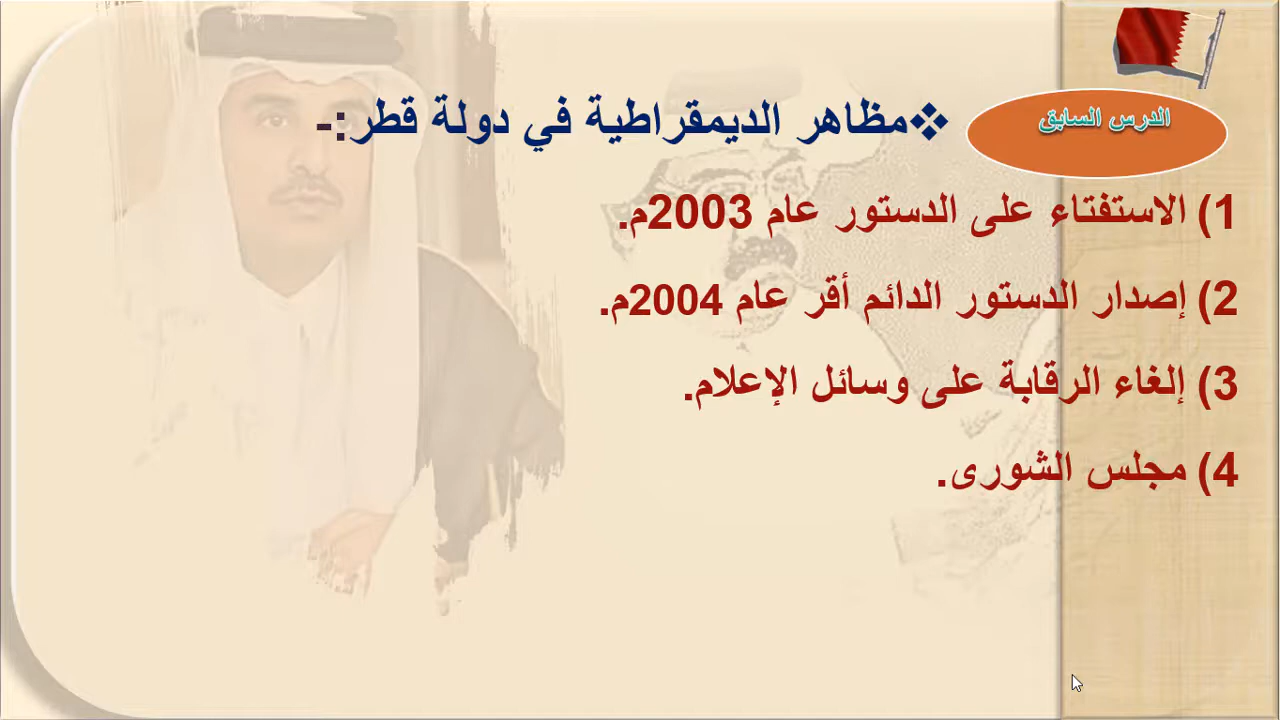 الدرس السابق
❖مظاهر الديمقراطية في دولة قطر:-
1) الاستفتاء على الدستور عام 2003م.
2) إصدار الدستور الدائم أقر عام 2004م.
3) إلغاء الرقابة على وسائل الإعلام.
4) مجلس الشورى.